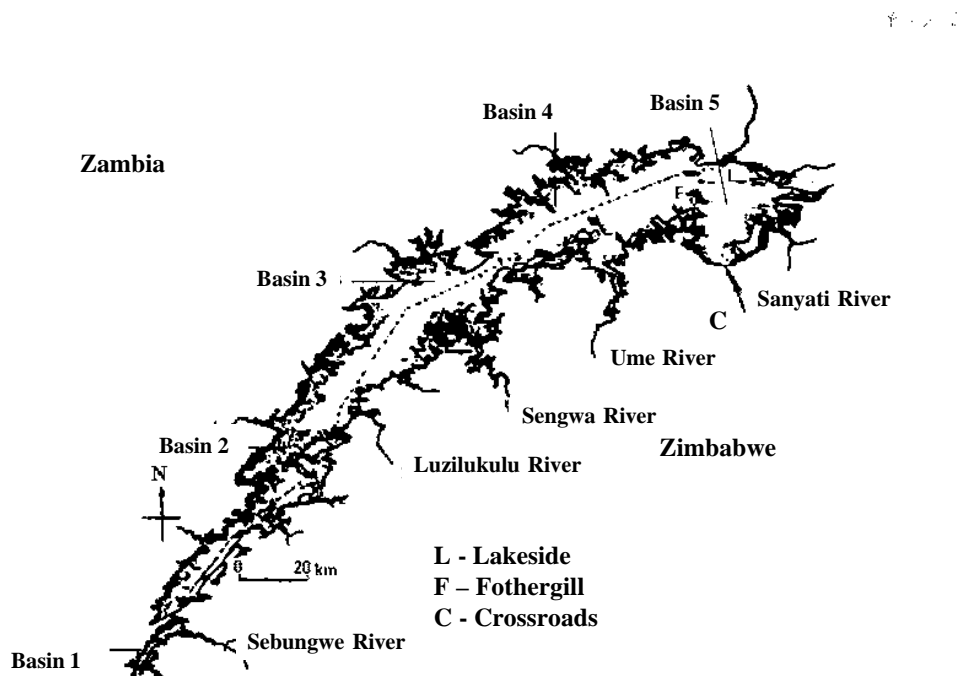 Basin 5
Basin 4
Zambia
L
F
Basin 3
Sanyati River
C
Ume River
Sengwa River
Basin 2
Zimbabwe
Luzilukulu River
N
L - Lakeside
0 20 km
F – Fothergill
C - Crossroads
Sebungwe River
Basin 1